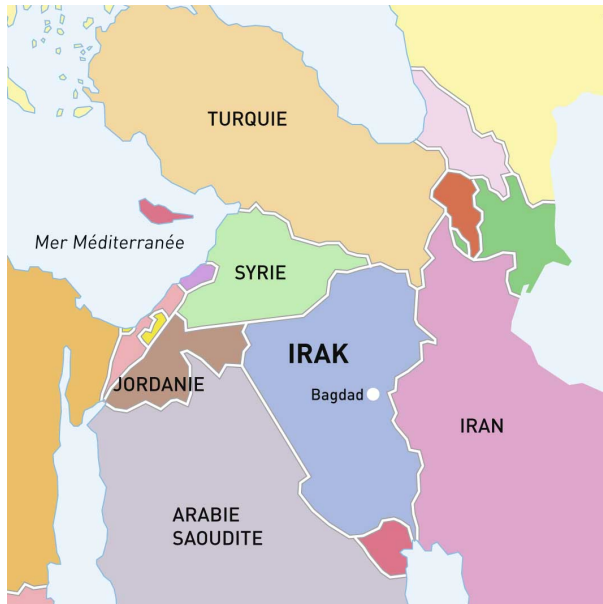 TURQUIE
Mer Méditerranée
SYRIE
IRAK
JORDANIE
Bagdad
IRAN
ARABIE
SAOUDITE